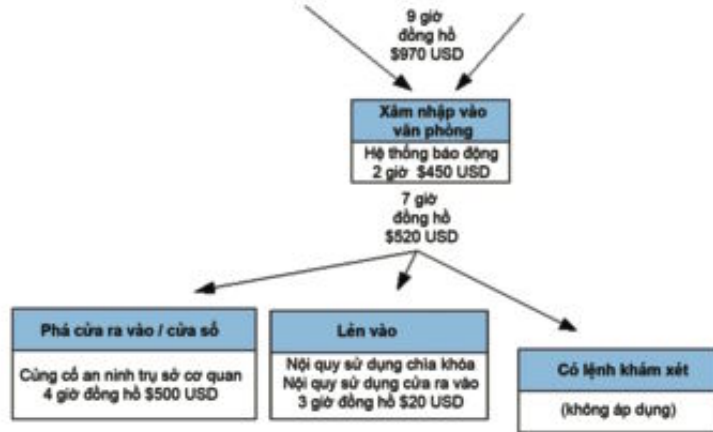 9 giờ
đồng hồ
$970 USD
Xâm nhập vào
văn phòng
Hệ thống báo động
2 giờ $450 USD
7 giờ
đồng hồ
$520 USD
Phá cửa ra vào / cửa sổ
Củng cố an ninh trụ sở cơ quan
4 giờ đồng hồ $500 USD
Lẻn vào
Nội quy sử dụng chìa khóa
Nội quy sử dụng cửa ra vào
3 giờ đồng hồ $20 USD
Có lệnh khám xét
(không áp dụng)